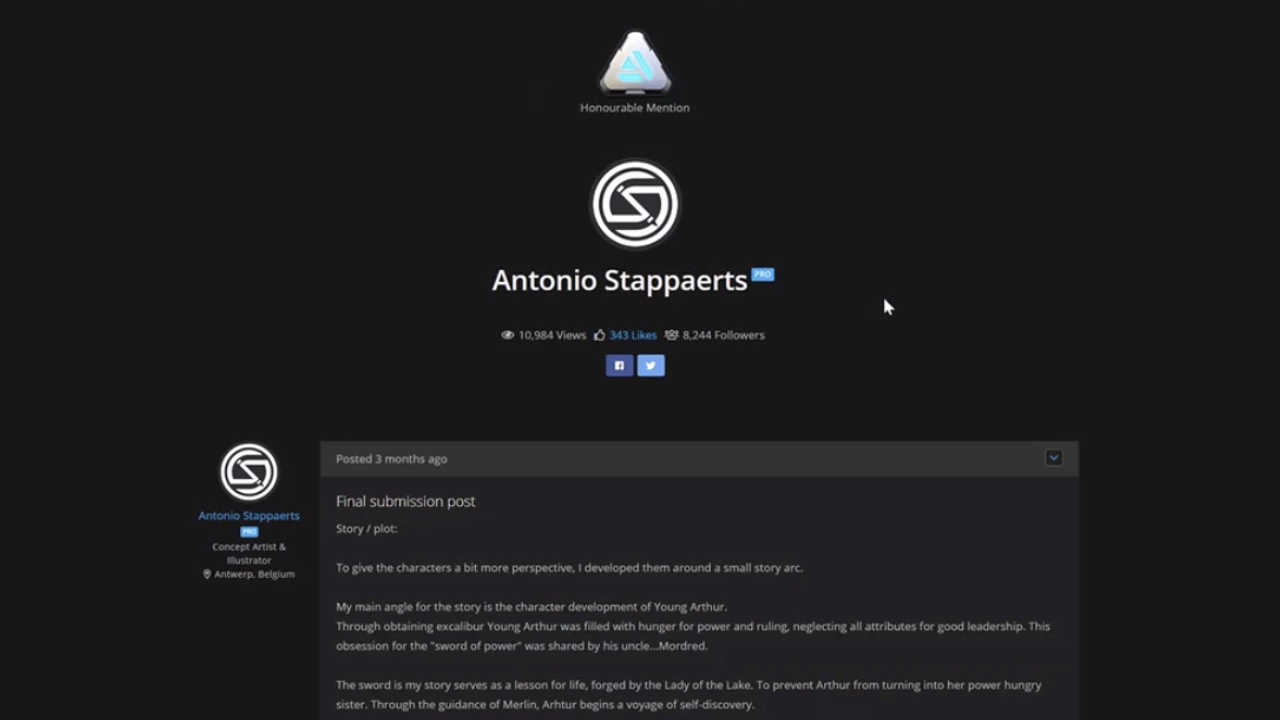 Honourable Mention
Antonio Stappaerts PRO
10,984 Views 343 Likes 8,244 Followers
Antonio Stappaerts
PRO
Concept Artist &
Illustrator
Antwerp, Belgium
Posted 3 months ago
Final submission post
Story / plot:
To give the characters a bit more perspective, I developed them around a small story arc.
My main angle for the story is the character development of Young Arthur.
Through obtaining excalibur Young Arthur was filled with hunger for power and ruling, neglecting all attributes for good leadership. This
obsession for the "sword of power" was shared by his uncle...Mordred.
The sword is my story serves as a lesson for life, forged by the Lady of the Lake. To prevent Arthur from turning into her power hungry
sister. Through the guidance of Merlin, Arhtur begins a voyage of self-discovery.